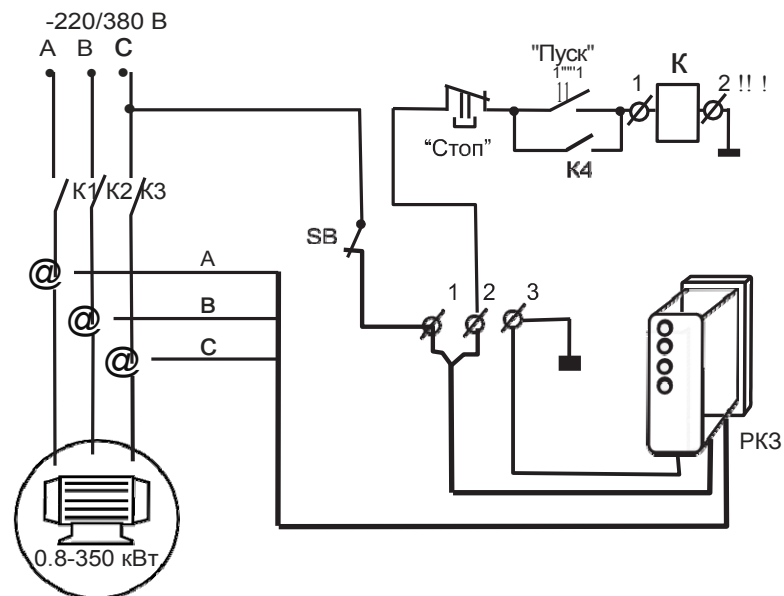 -220/380 В
А В С
"Пуск"
1 К 2 !! !
"Стоп"
К4
К1 К2 К3
SB
@ А
1 2 3
@ В
@ С
РКЗ
0.8-350 кВт